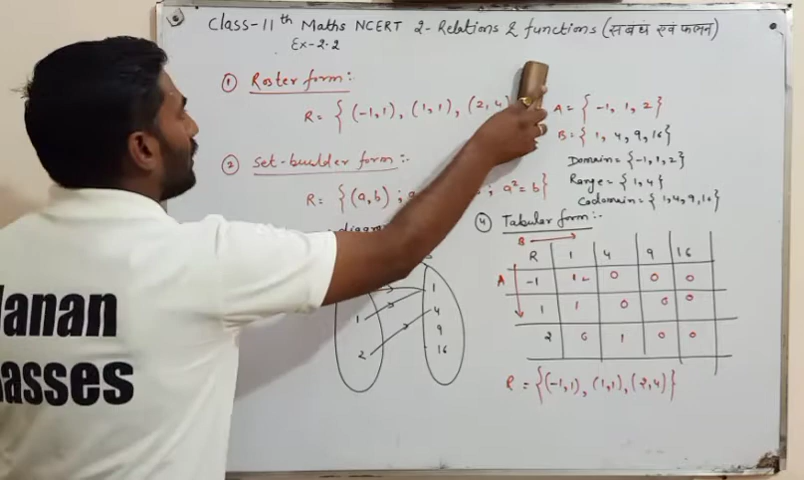 Class-11th Maths NCERT 2-Relations & functions (सबंधं एवं फलन)
Ex-2.2
① Roster form:-
R = { (-1,1), (1,1), (2,4)
② Set-builder form:-
R = { (a,b) ; a ; a² = b}
diagram
1
2
1
4
9
16
A = { -1, 1, 2 }
B = { 1, 4, 9, 16 }
Domain = {-1, 1, 2}
Range = { 1, 4 }
Codomain = { 1, 4, 9, 16 }
④ Tabular form:-
B
R 1 4 9 16
A -1 1 0 0 0
1 1 0 0 0
2 0 1 0 0
R = {(-1,1), (1,1), (2,4)}
anan
asses